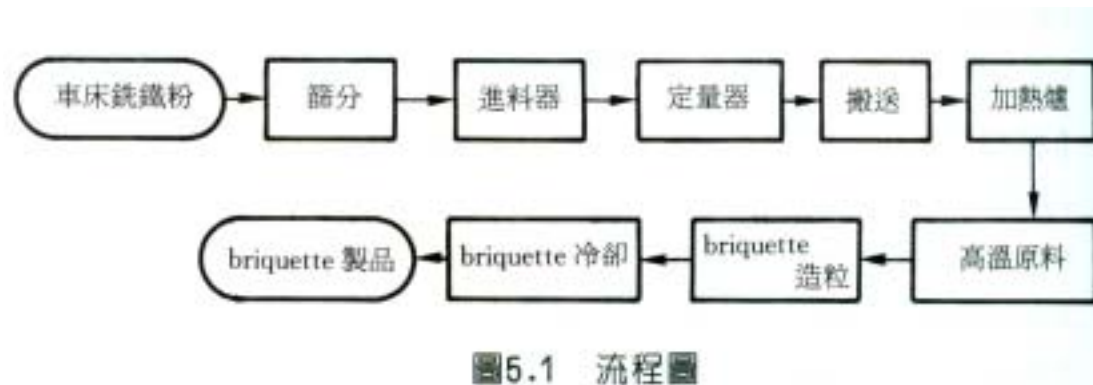 車床銑鐵粉
篩分
進料器
定量器
搬送
加熱爐
高溫原料
briquette
造粒
briquette 冷卻
briquette 製品
圖5.1 流程圖